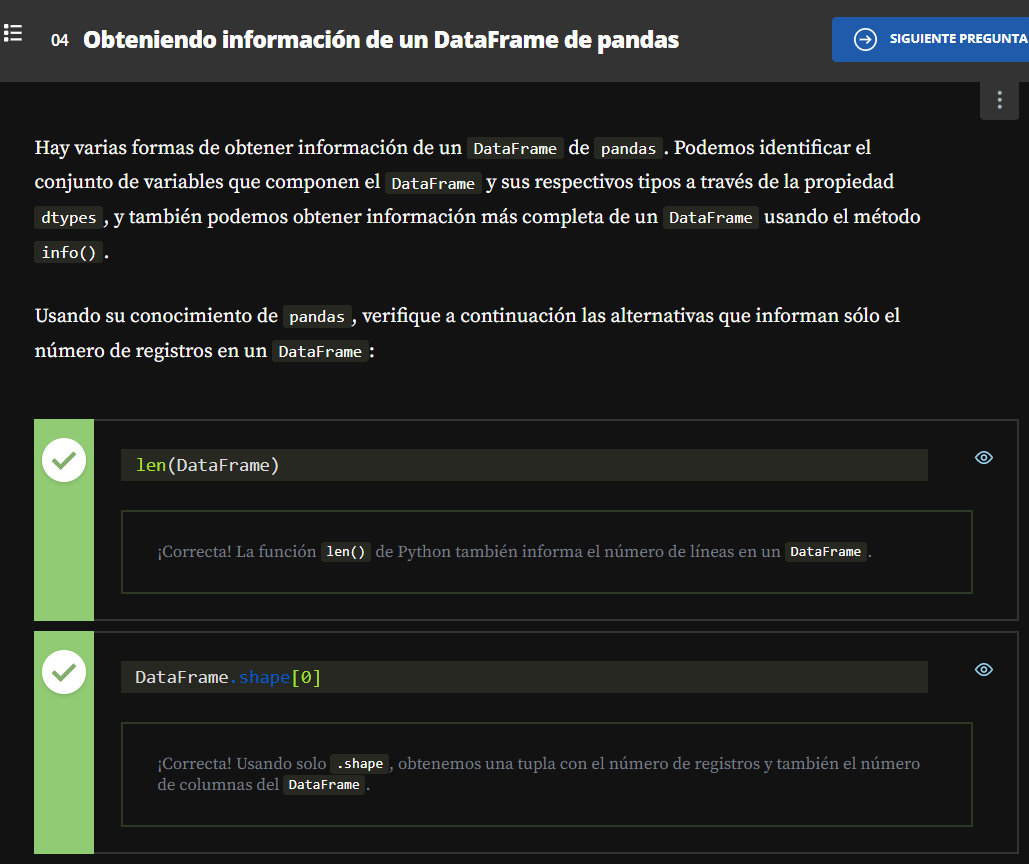 04 Obteniendo información de un DataFrame de pandas
SIGUIENTE PREGUNTA
Hay varias formas de obtener información de un DataFrame de pandas. Podemos identificar el
conjunto de variables que componen el DataFrame y sus respectivos tipos a través de la propiedad
dtypes, y también podemos obtener información más completa de un DataFrame usando el método
info().
Usando su conocimiento de pandas, verifique a continuación las alternativas que informan sólo el
número de registros en un DataFrame:
len(DataFrame)
¡Correcta! La función len() de Python también informa el número de líneas en un DataFrame.
DataFrame.shape[0]
¡Correcta! Usando solo .shape, obtenemos una tupla con el número de registros y también el número
de columnas del DataFrame.